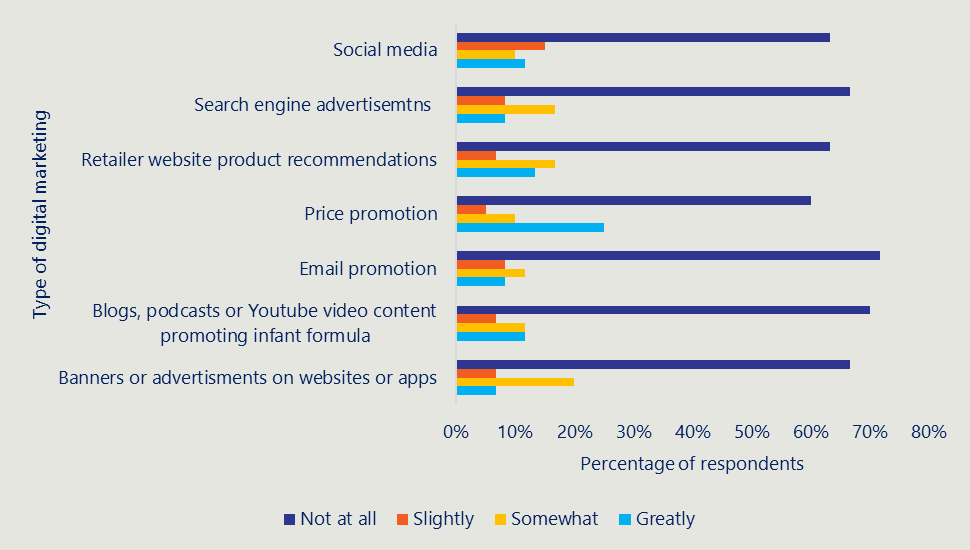 Type of digital marketing
Social media
Search engine advertisemtns
Retailer website product recommendations
Price promotion
Email promotion
Blogs, podcasts or Youtube video content
promoting infant formula
Banners or advertisments on websites or apps
0% 10% 20% 30% 40% 50% 60% 70% 80%
Percentage of respondents
Not at all Slightly Somewhat Greatly